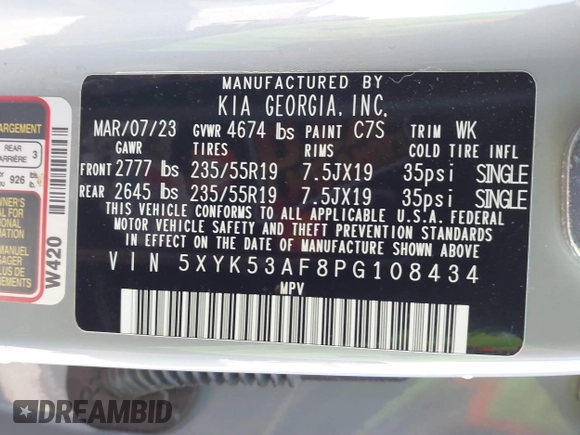 MANUFACTURED BY
KIA GEORGIA, INC.
MAR/07/23 GVWR 4674 lbs PAINT C7S TRIM WK
GAWR TIRES RIMS COLD TIRE INFL
FRONT 2777 lbs 235/55R19 7.5JX19 35psi SINGLE
REAR 2645 lbs 235/55R19 7.5JX19 35psi SINGLE
THIS VEHICLE CONFORMS TO ALL APPLICABLE U.S.A. FEDERAL
MOTOR VEHICLE SAFETY AND THEFT PREVENTION STANDARDS
IN EFFECT ON THE DATE OF MANUFACTURE SHOWN ABOVE.
VIN 5XYK53AF8PG108434
MPV
W420
REAR
ARRIÈRE 3
926 lbs
DREAMBID